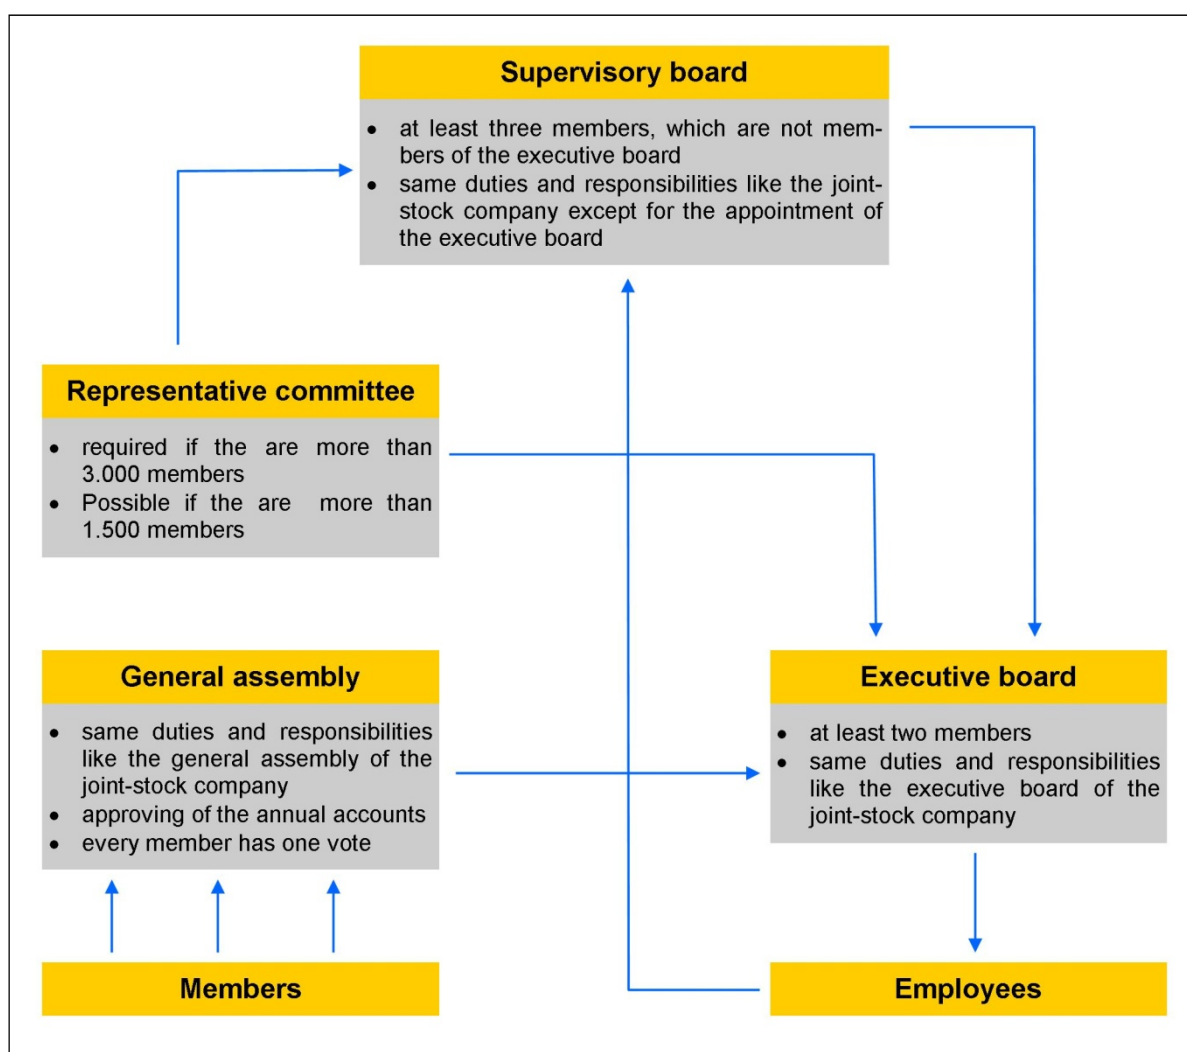 Supervisory board
• at least three members, which are not mem-
bers of the executive board
• same duties and responsibilities like the joint-
stock company except for the appointment of
the executive board
Representative committee
• required if the are more than
3.000 members
• Possible if the are more than
1.500 members
General assembly
• same duties and responsibilities
like the general assembly of the
joint-stock company
• approving of the annual accounts
• every member has one vote
Executive board
• at least two members
• same duties and responsibilities
like the executive board of the
joint-stock company
Members
Employees